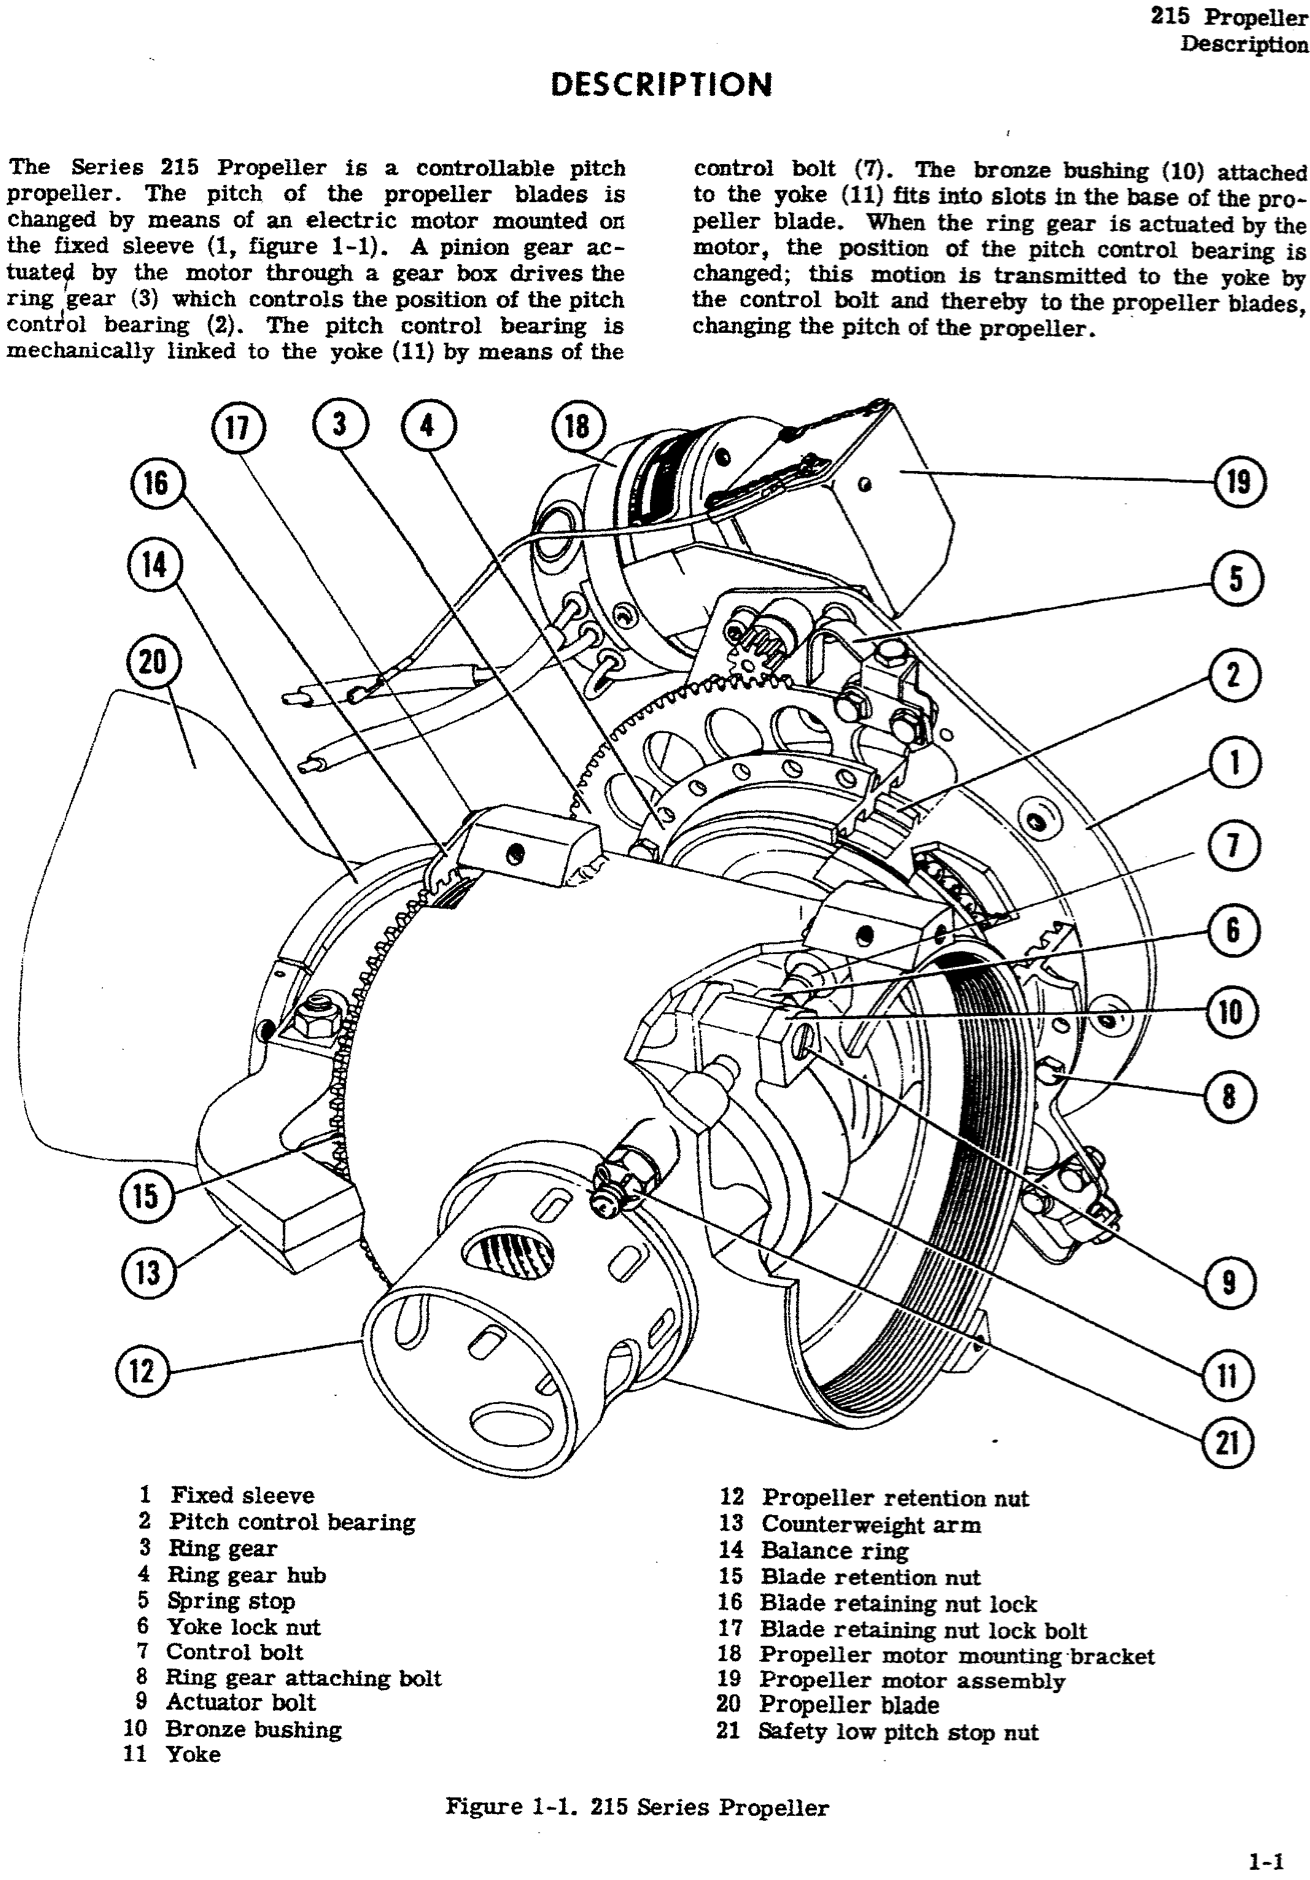 215 Propeller
Description
DESCRIPTION
The Series 215 Propeller is a controllable pitch
propeller. The pitch of the propeller blades is
changed by means of an electric motor mounted on
the fixed sleeve (1, figure 1-1). A pinion gear ac-
tuated by the motor through a gear box drives the
ring gear (3) which controls the position of the pitch
control bearing (2). The pitch control bearing is
mechanically linked to the yoke (11) by means of the
control bolt (7). The bronze bushing (10) attached
to the yoke (11) fits into slots in the base of the pro-
peller blade. When the ring gear is actuated by the
motor, the position of the pitch control bearing is
changed; this motion is transmitted to the yoke by
the control bolt and thereby to the propeller blades,
changing the pitch of the propeller.
17
3
4
18
16
19
14
5
20
2
1
7
6
10
8
15
13
9
12
11
21
1 Fixed sleeve
2 Pitch control bearing
3 Ring gear
4 Ring gear hub
5 Spring stop
6 Yoke lock nut
7 Control bolt
8 Ring gear attaching bolt
9 Actuator bolt
10 Bronze bushing
11 Yoke
12 Propeller retention nut
13 Counterweight arm
14 Balance ring
15 Blade retention nut
16 Blade retaining nut lock
17 Blade retaining nut lock bolt
18 Propeller motor mounting bracket
19 Propeller motor assembly
20 Propeller blade
21 Safety low pitch stop nut
Figure 1-1. 215 Series Propeller
1-1